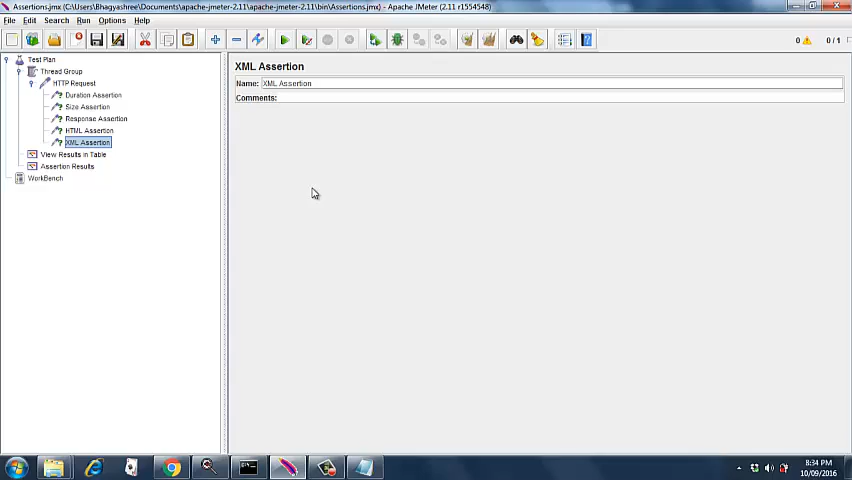 Assertions.jmx (C:\Users\Bhagyashree\Documents\apache-jmeter-2.11\apache-jmeter-2.11\bin\Assertions.jmx) - Apache JMeter (2.11 r1554548)
File Edit Search Run Options Help
0 0 / 1
Test Plan
Thread Group
HTTP Request
Duration Assertion
Size Assertion
Response Assertion
HTML Assertion
XML Assertion
View Results in Table
Assertion Results
WorkBench
XML Assertion
Name: XML Assertion
Comments:
8:34 PM
10/09/2016